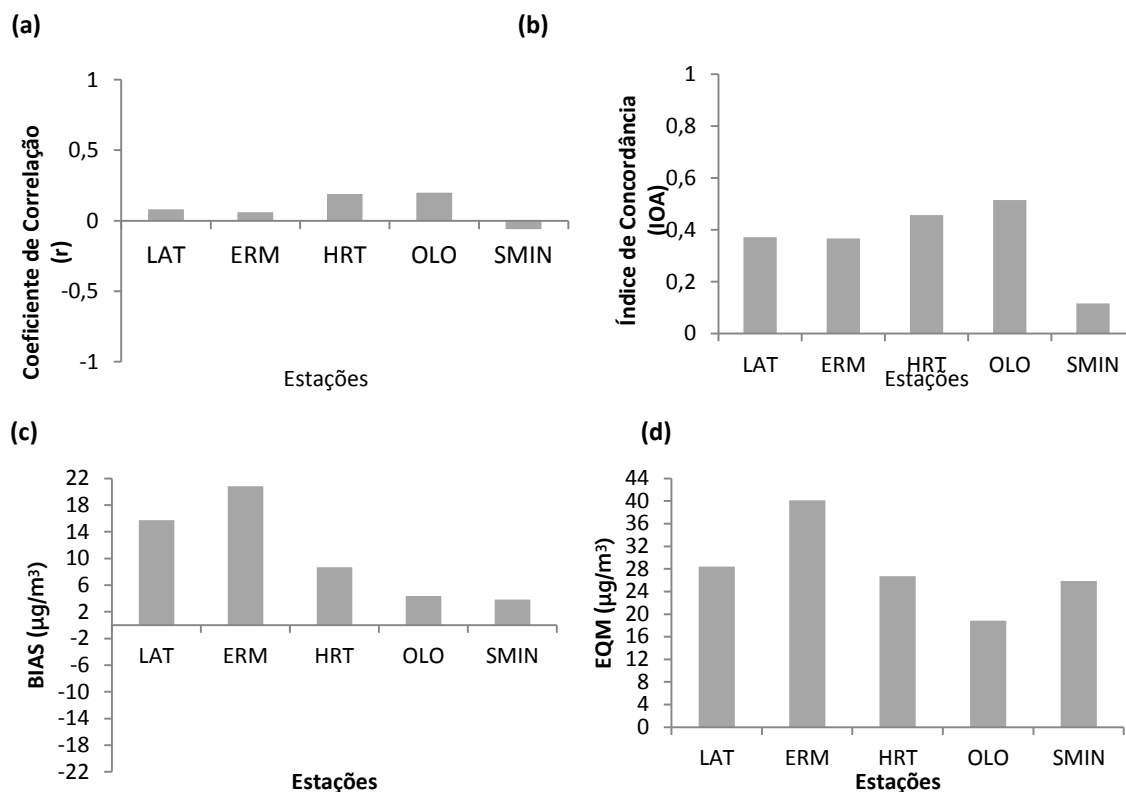 (a)
Coeficiente de Correlação
(r)
1
0,5
0
-0,5
-1
LAT ERM HRT OLO SMIN
Estações
(b)
Índice de Concordância
(IOA)
1
0,8
0,6
0,4
0,2
0
LAT ERM HRT OLO SMIN
Estações
(c)
BIAS (µg/m³)
22
18
14
10
6
2
-2
-6
-10
-14
-18
-22
LAT ERM HRT OLO SMIN
Estações
(d)
EQM (µg/m³)
44
40
36
32
28
24
20
16
12
8
4
0
LAT ERM HRT OLO SMIN
Estações